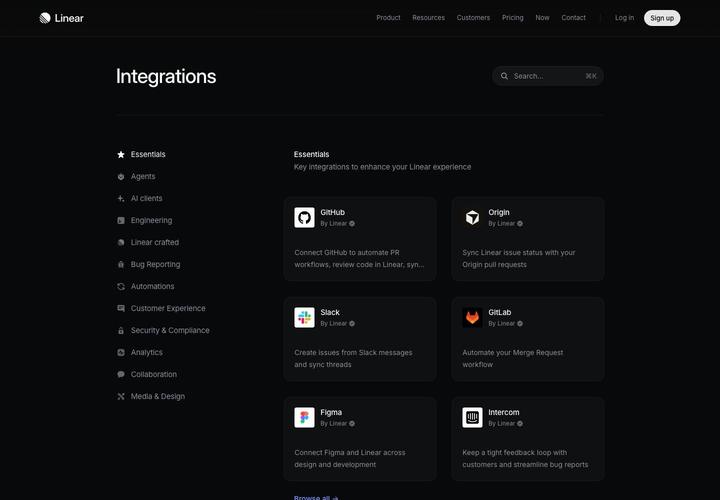 Linear
Product
Resources
Customers
Pricing
Now
Contact
Log in
Sign up
Integrations
Search...
⌘K
Essentials
Agents
AI clients
Engineering
Linear crafted
Bug Reporting
Automations
Customer Experience
Security & Compliance
Analytics
Collaboration
Media & Design
Essentials
Key integrations to enhance your Linear experience
GitHub
By Linear
Connect GitHub to automate PR
workflows, review code in Linear, syn...
Origin
By Linear
Sync Linear issue status with your
Origin pull requests
Slack
By Linear
Create issues from Slack messages
and sync threads
GitLab
By Linear
Automate your Merge Request
workflow
Figma
By Linear
Connect Figma and Linear across
design and development
Intercom
By Linear
Keep a tight feedback loop with
customers and streamline bug reports
Browse all →